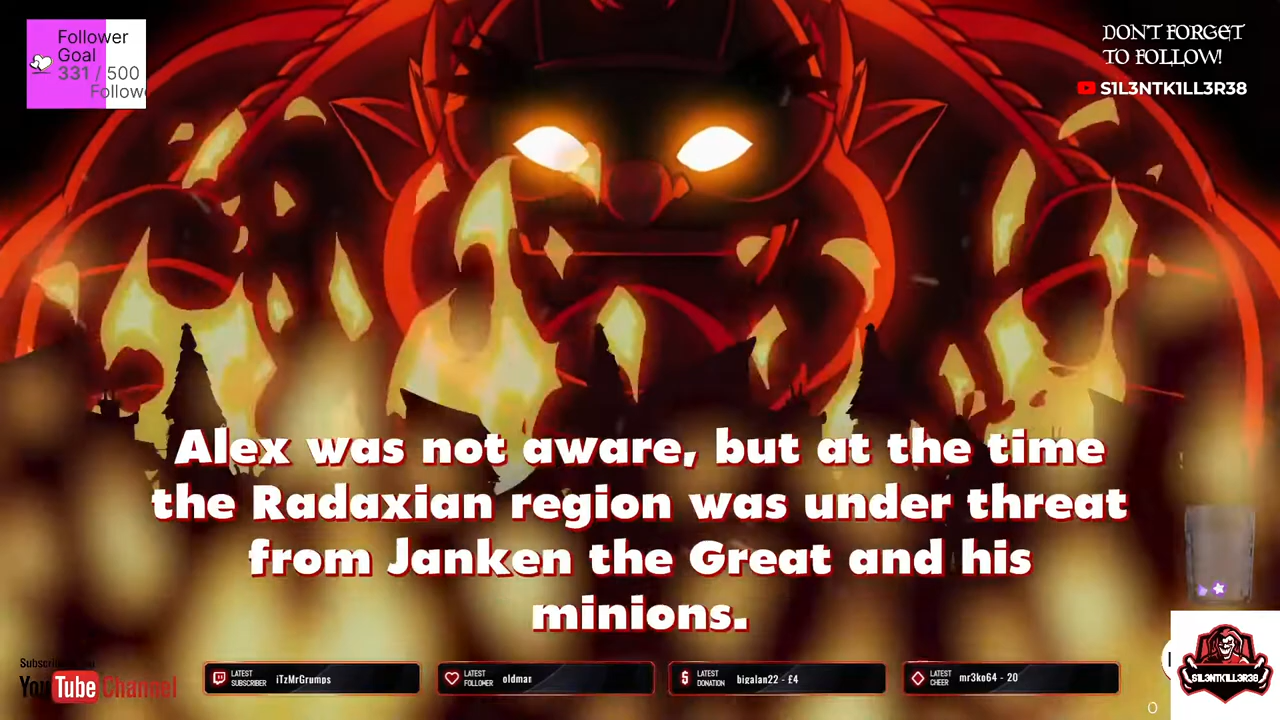 Follower
Goal
331 / 500
DON'T FORGET
TO FOLLOW!
S1L3NTK1LL3R38
Alex was not aware, but at the time
the Radaxian region was under threat
from Janken the Great and his
minions.
YouTube Channel
LATEST
SUBSCRIBER
iTzMrGrumps
LATEST
FOLLOWER
oldmar
LATEST
DONATION
bigalan22 - £4
LATEST
CHEER
mr3ko64 - 20
S1L3NTK1LL3R38